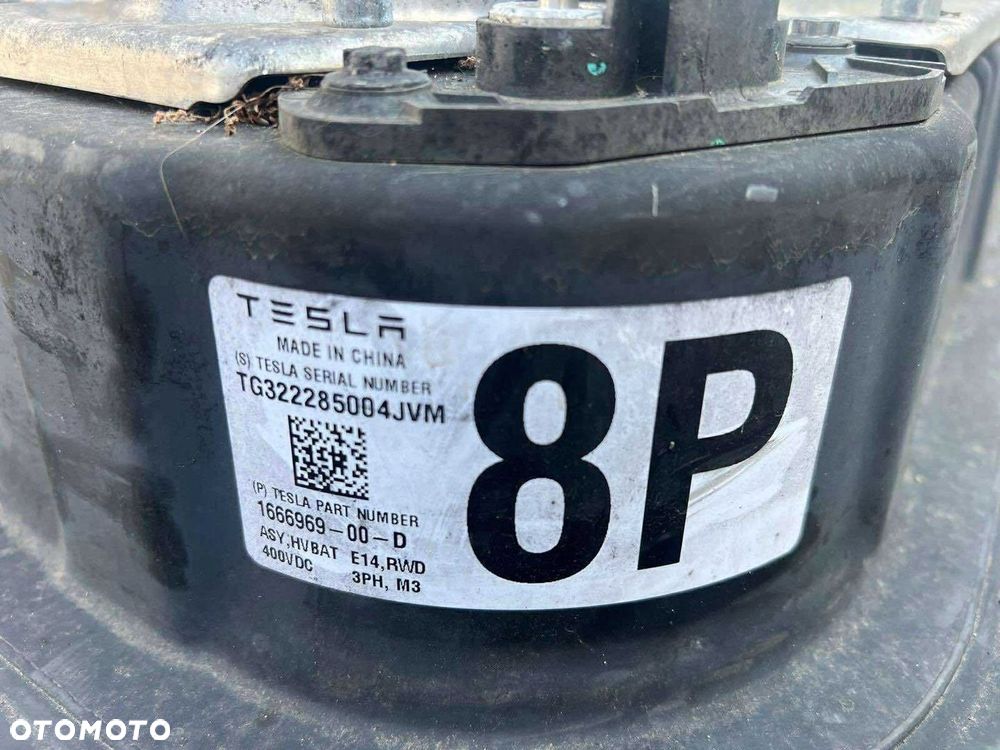 TESLA
MADE IN CHINA
(S) TESLA SERIAL NUMBER
TG322285004JVM
(P) TESLA PART NUMBER
1666969-00-D
ASY,HVBAT E14,RWD
400VDC 3PH, M3
8P
OTOMOTO